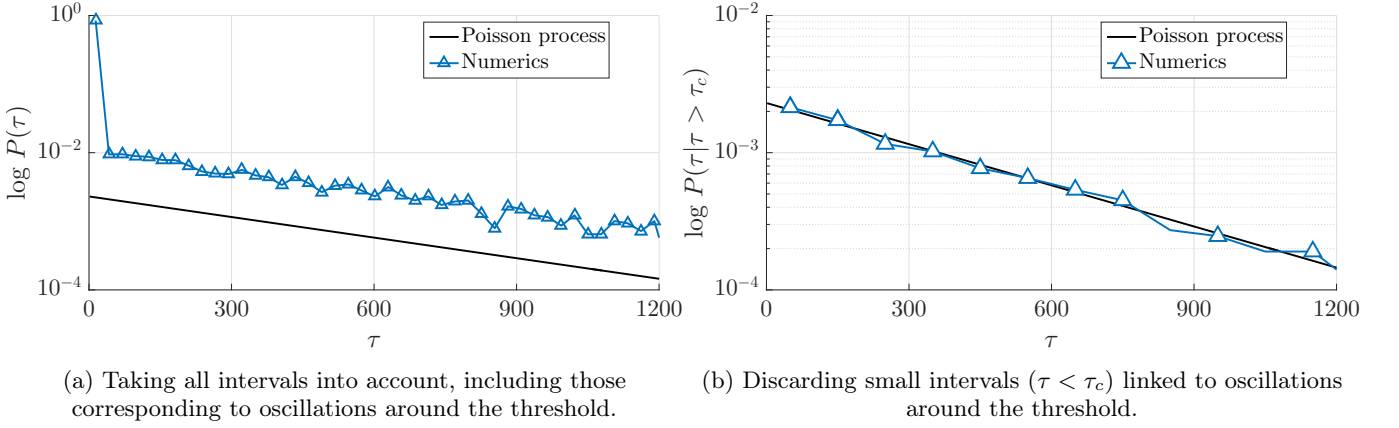 10^0
10^{-2}
10^{-4}
log P(τ)
Poisson process
Numerics
0 300 600 900 1200
τ
10^{-2}
10^{-3}
10^{-4}
log P(τ|τ > τ_c)
Poisson process
Numerics
0 300 600 900 1200
τ
(a) Taking all intervals into account, including those
corresponding to oscillations around the threshold.
(b) Discarding small intervals (τ < τ_c) linked to oscillations
around the threshold.